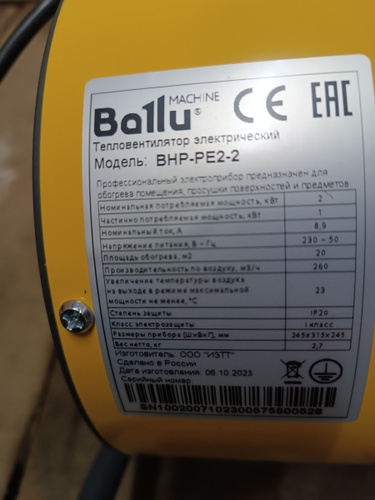 Ballu MACHINE ® CE EAC
Тепловентилятор электрический
Модель: BHP-PE2-2
Профессиональный электроприбор предназначен для
обогрева помещения, просушки поверхностей и предметов
Номинальная потребляемая мощность, кВт 2
Частично потребляемая мощность, кВт 1
Номинальный ток, А 8,9
Напряжение питания, В - Гц 230 ~ 50
Площадь обогрева, м2 20
Производительность по воздуху, м3/ч 260
Увеличение температуры воздуха
на выходе в режиме максимальной
мощности не менее, °С 23
Степень защиты IP20
Класс электрозащиты I класс
Размеры прибора (ШхВхГ), мм 245х315х245
Вес нетто, кг 2,7
Изготовитель: ООО "ИЗТТ"
Сделано в России
Дата изготовления: 08.10.2023
Серийный номер: